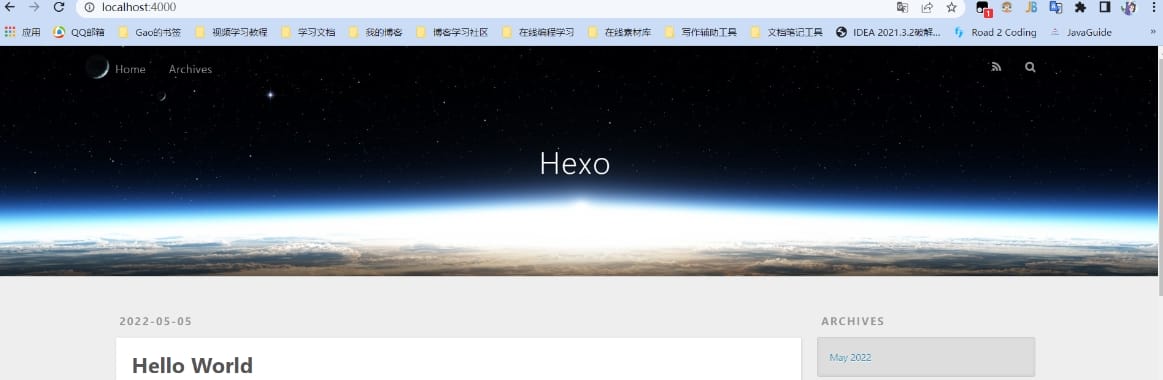 localhost:4000
1
应用 QQ邮箱 Gao的书签 视频学习教程 学习文档 我的博客 博客学习社区 在线编程学习 在线素材库 写作辅助工具 文档笔记工具 IDEA 2021.3.2破解... Road 2 Coding JavaGuide »
Home Archives
Hexo
2022-05-05 ARCHIVES
Hello World May 2022